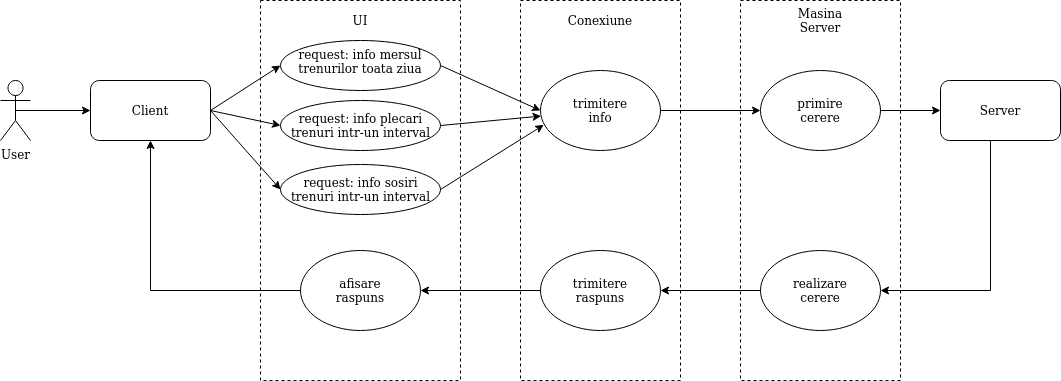 UI
Conexiune
Masina
Server
request: info mersul
trenurilor toata ziua
Client
trimitere
info
primire
cerere
Server
request: info plecari
trenuri intr-un interval
User
request: info sosiri
trenuri intr-un interval
afisare
raspuns
trimitere
raspuns
realizare
cerere